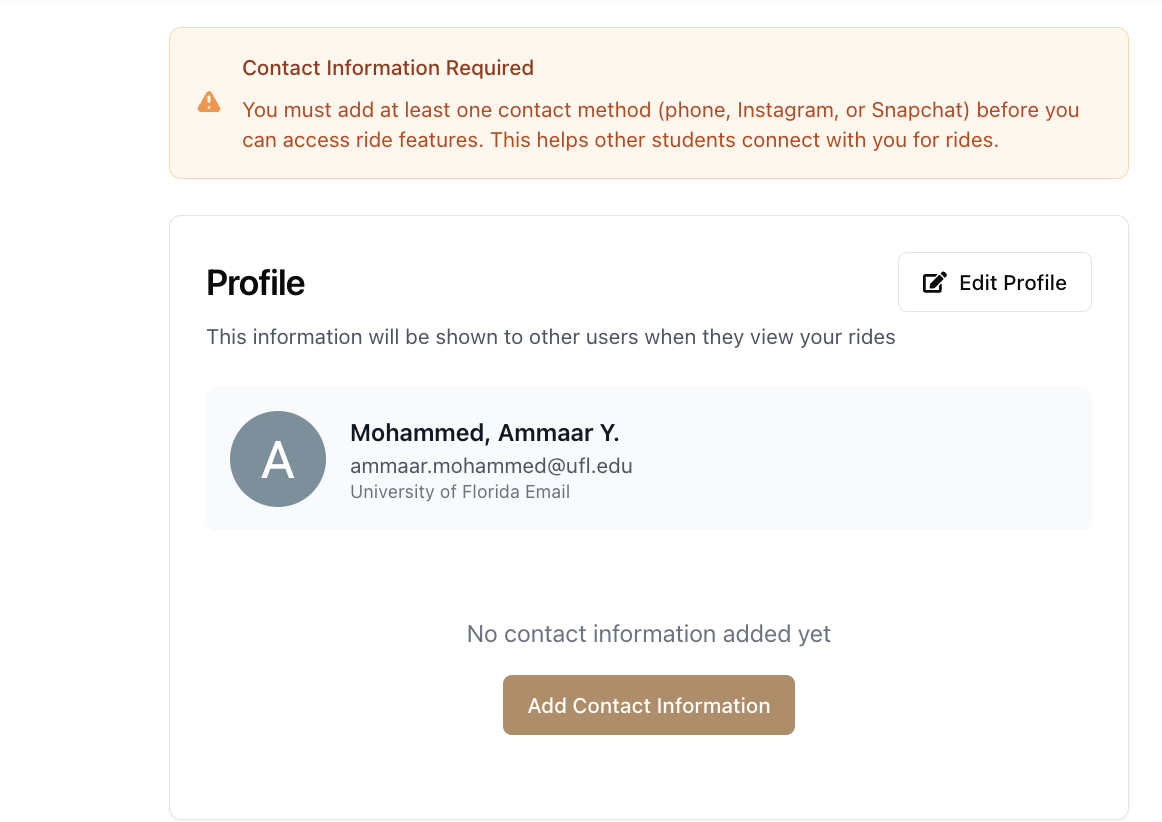 Contact Information Required
You must add at least one contact method (phone, Instagram, or Snapchat) before you
can access ride features. This helps other students connect with you for rides.
Profile
Edit Profile
This information will be shown to other users when they view your rides
A
Mohammed, Ammaar Y.
ammaar.mohammed@ufl.edu
University of Florida Email
No contact information added yet
Add Contact Information